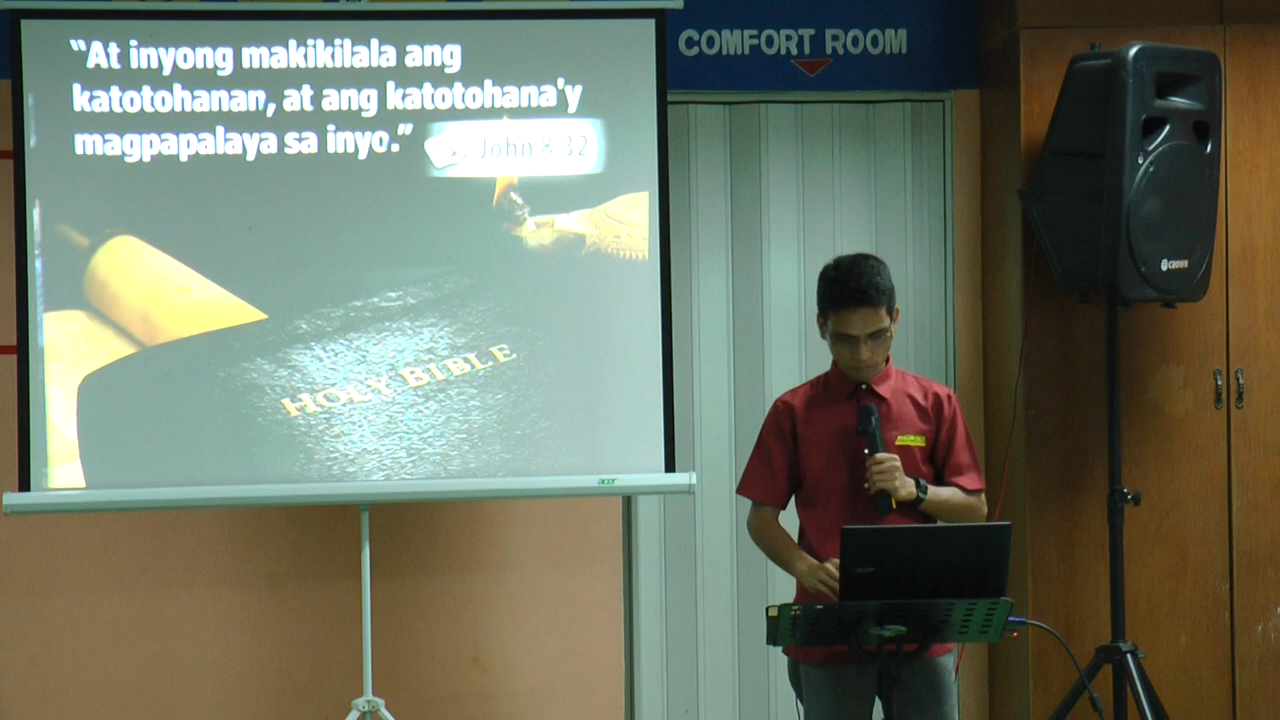 “At inyong makikilala ang
katotohanan, at ang katotohana'y
magpapalaya sa inyo.”
John 8:32
HOLY BIBLE
acer
COMFORT ROOM
CROWN